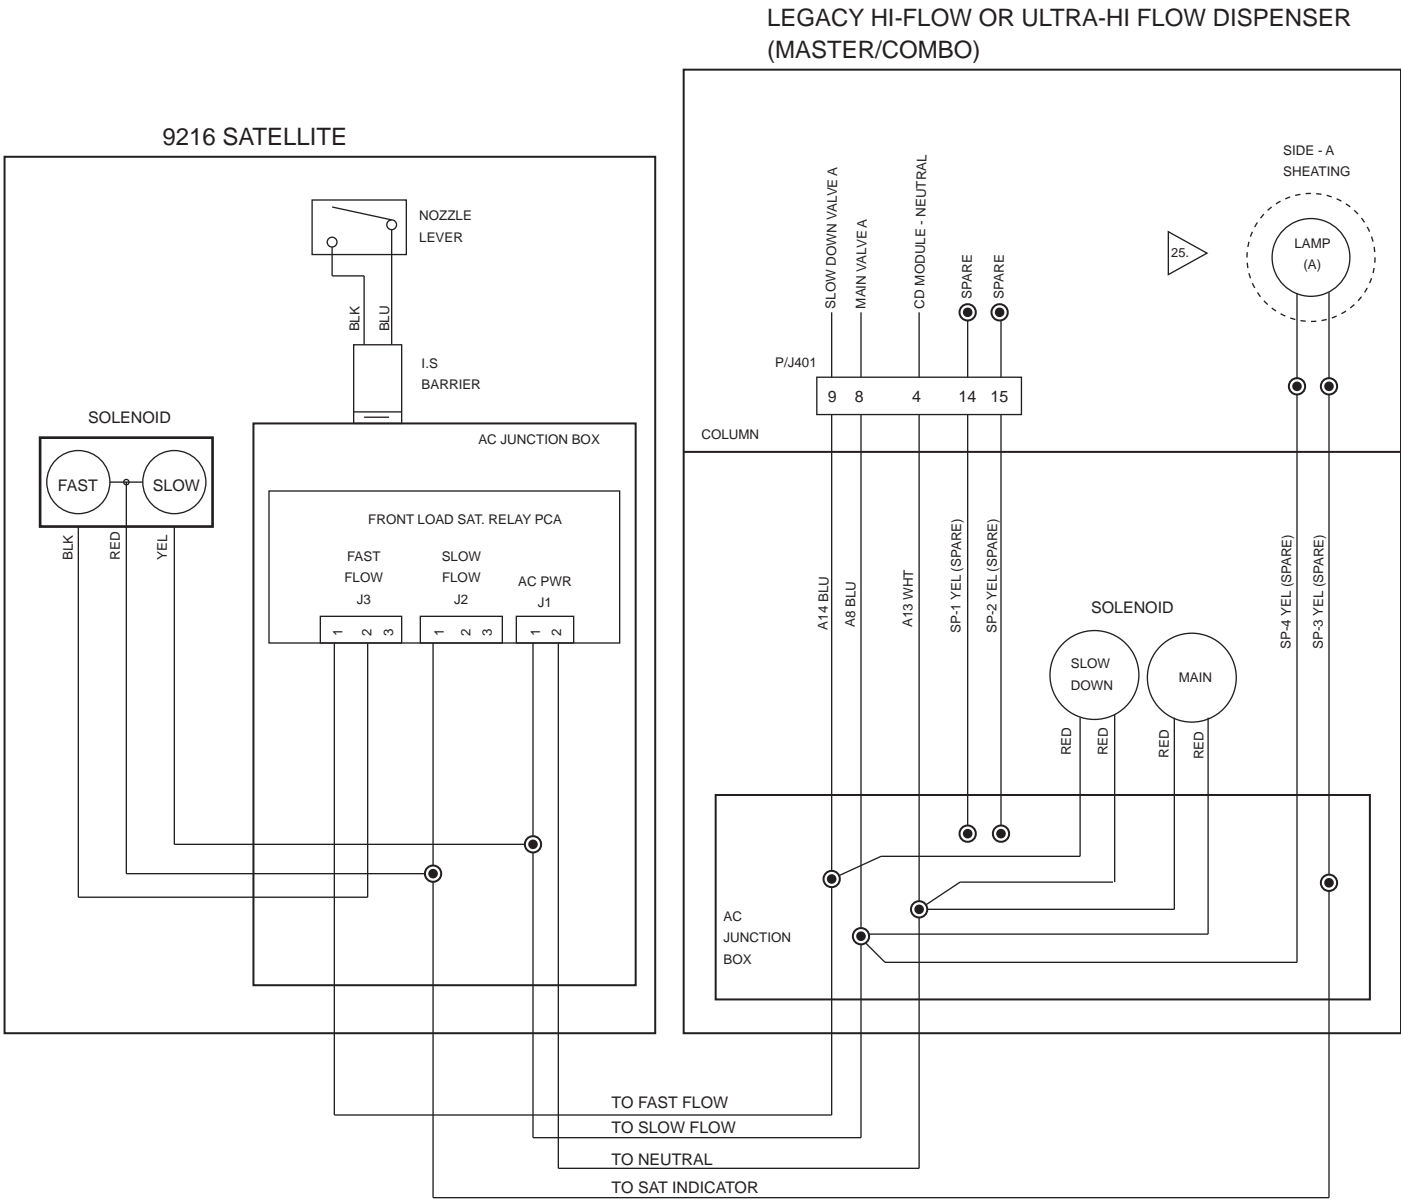 LEGACY HI-FLOW OR ULTRA-HI FLOW DISPENSER
(MASTER/COMBO)
9216 SATELLITE
NOZZLE
LEVER
BLK
BLU
I.S
BARRIER
SOLENOID
FAST
SLOW
BLK
RED
YEL
AC JUNCTION BOX
FRONT LOAD SAT. RELAY PCA
FAST
FLOW
J3
SLOW
FLOW
J2
AC PWR
J1
1 2 3
1 2 3
1 2
SLOW DOWN VALVE A
MAIN VALVE A
CD MODULE - NEUTRAL
SPARE
SPARE
25.
SIDE - A
SHEATING
LAMP
(A)
P/J401
9 8 4 14 15
COLUMN
A14 BLU
A8 BLU
A13 WHT
SP-1 YEL (SPARE)
SP-2 YEL (SPARE)
SP-4 YEL (SPARE)
SP-3 YEL (SPARE)
SOLENOID
SLOW
DOWN
MAIN
RED
RED
RED
RED
AC
JUNCTION
BOX
TO FAST FLOW
TO SLOW FLOW
TO NEUTRAL
TO SAT INDICATOR